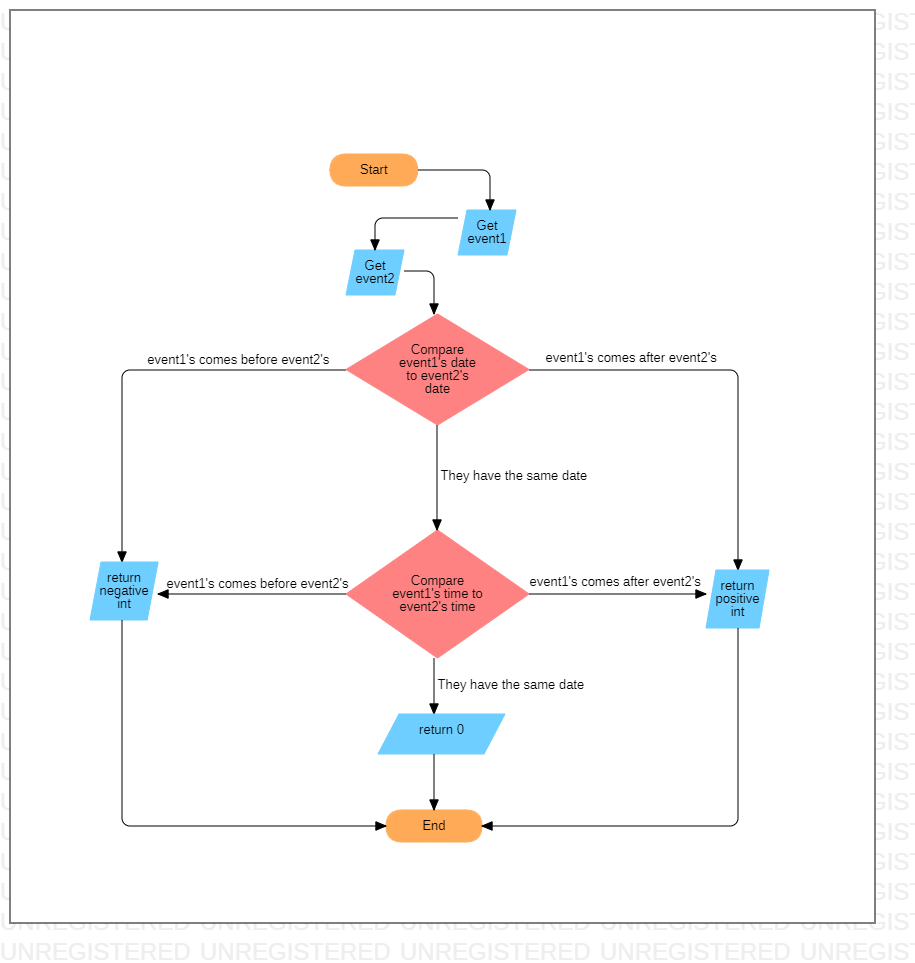 Start
Get
event1
Get
event2
Compare
event1's date
to event2's
date
event1's comes before event2's
event1's comes after event2's
They have the same date
return
negative
int
event1's comes before event2's
Compare
event1's time to
event2's time
event1's comes after event2's
return
positive
int
They have the same date
return 0
End
UNREGISTERED UNREGISTERED UNREGISTERED UNREGISTERED UNREGISTERED